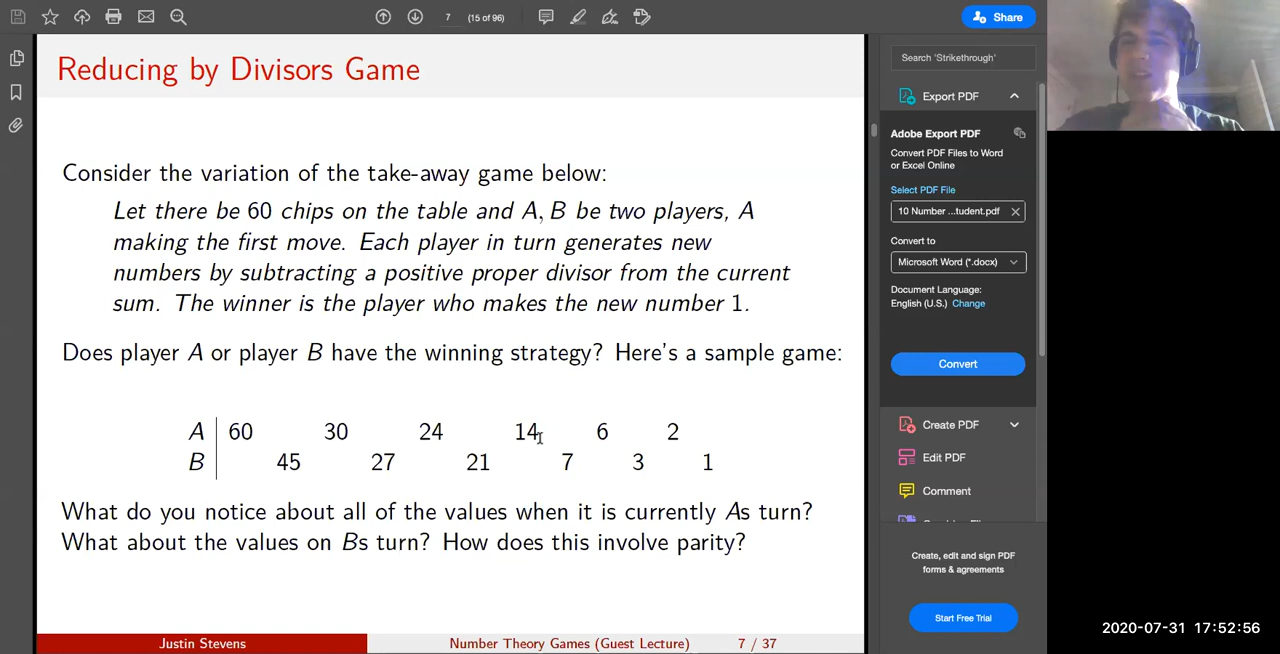 7 (15 of 96)
Share
Reducing by Divisors Game
Consider the variation of the take-away game below:
Let there be 60 chips on the table and A, B be two players, A
making the first move. Each player in turn generates new
numbers by subtracting a positive proper divisor from the current
sum. The winner is the player who makes the new number 1.
Does player A or player B have the winning strategy? Here's a sample game:
A 60 30 24 14 6 2
B 45 27 21 7 3 1
What do you notice about all of the values when it is currently As turn?
What about the values on Bs turn? How does this involve parity?
Justin Stevens Number Theory Games (Guest Lecture) 7 / 37
Search 'Strikethrough'
Export PDF
Adobe Export PDF
Convert PDF Files to Word
or Excel Online
Select PDF File
10 Number ...tudent.pdf
Convert to
Microsoft Word (*.docx)
Document Language:
English (U.S.) Change
Convert
Create PDF
Edit PDF
Comment
Create, edit and sign PDF
forms & agreements
Start Free Trial
2020-07-31 17:52:56